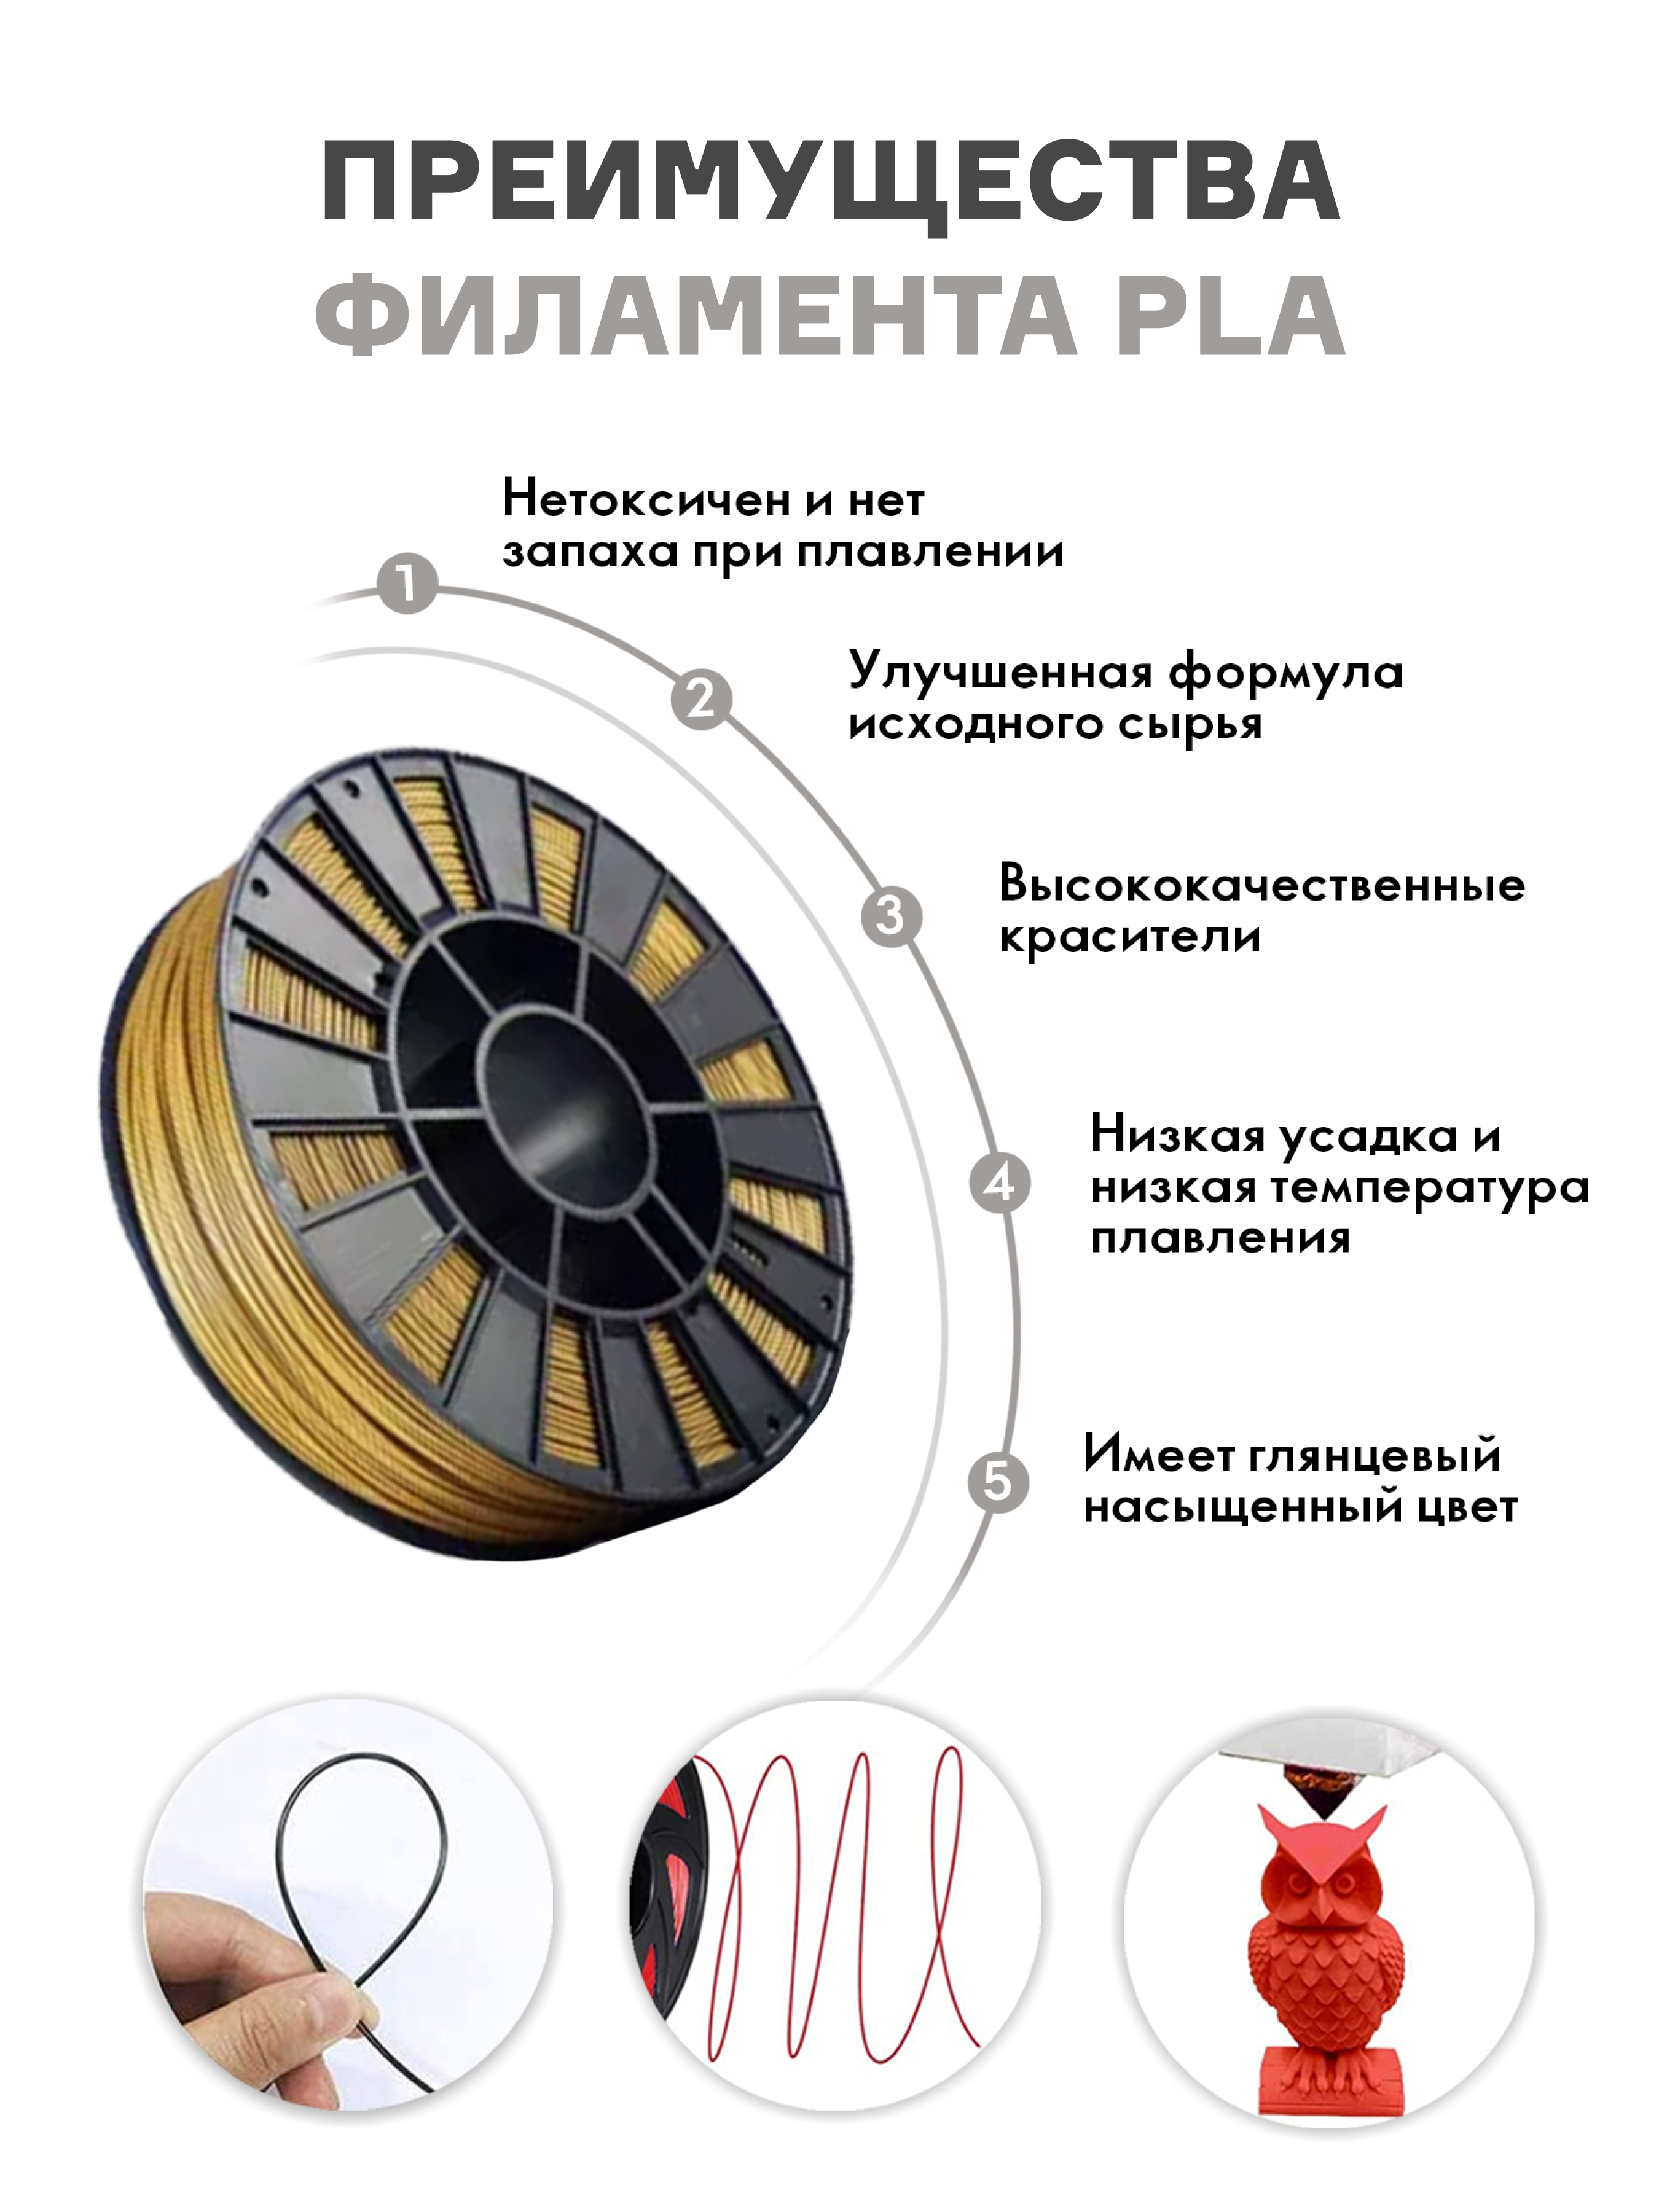 ПРЕИМУЩЕСТВА
ФИЛАМЕНТА PLA
Нетоксичен и нет
запаха при плавлении
1
Улучшенная формула
исходного сырья
2
Высококачественные
красители
3
Низкая усадка и
низкая температура
плавления
4
Имеет глянцевый
насыщенный цвет
5